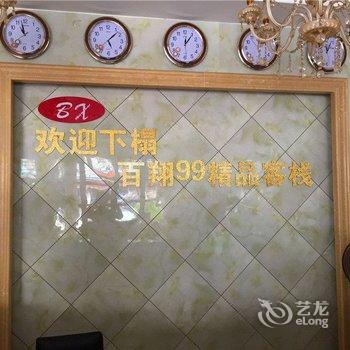 BX
欢迎下榻
百翔99精品客栈
艺龙
eLong